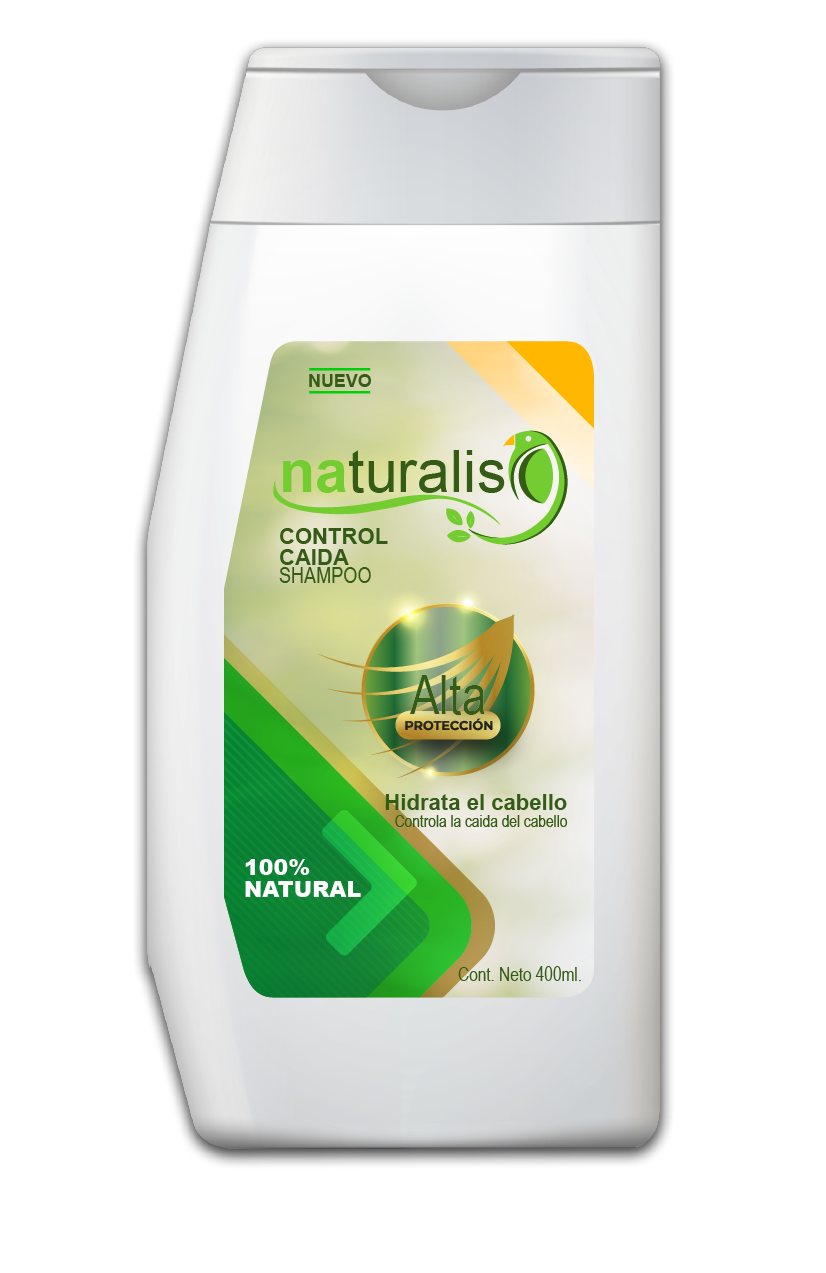 NUEVO
naturalis
CONTROL
CAIDA
SHAMPOO
Alta
PROTECCIÓN
Hidrata el cabello
Controla la caida del cabello
100%
NATURAL
Cont. Neto 400ml.